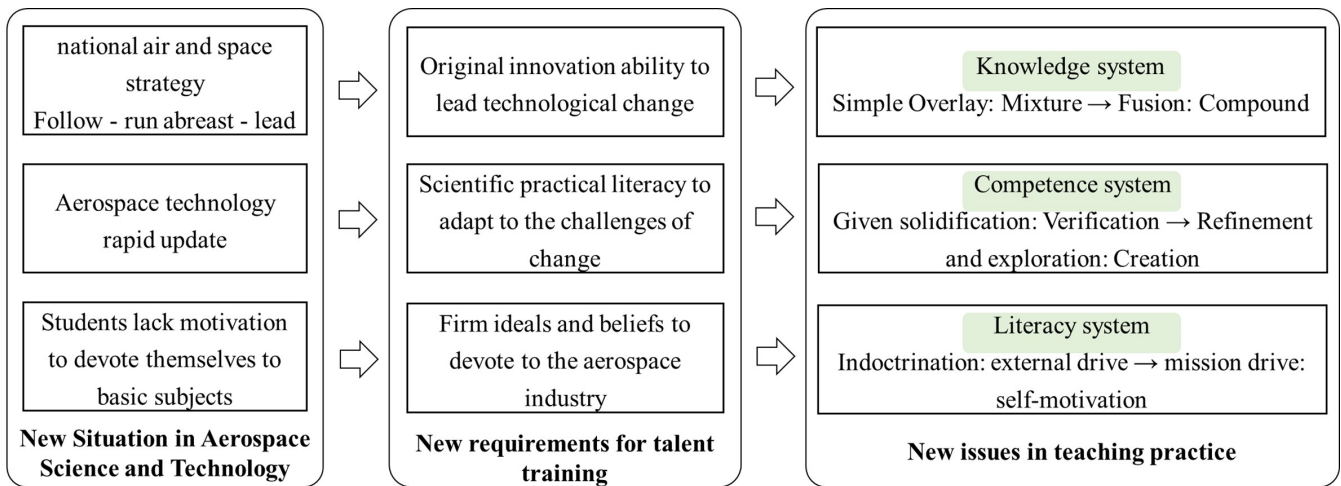 national air and space
strategy
Follow - run abreast - lead
Aerospace technology
rapid update
Students lack motivation
to devote themselves to
basic subjects
New Situation in Aerospace
Science and Technology
Original innovation ability to
lead technological change
Scientific practical literacy to
adapt to the challenges of
change
Firm ideals and beliefs to
devote to the aerospace
industry
New requirements for talent
training
Knowledge system
Simple Overlay: Mixture → Fusion: Compound
Competence system
Given solidification: Verification → Refinement
and exploration: Creation
Literacy system
Indoctrination: external drive → mission drive:
self-motivation
New issues in teaching practice